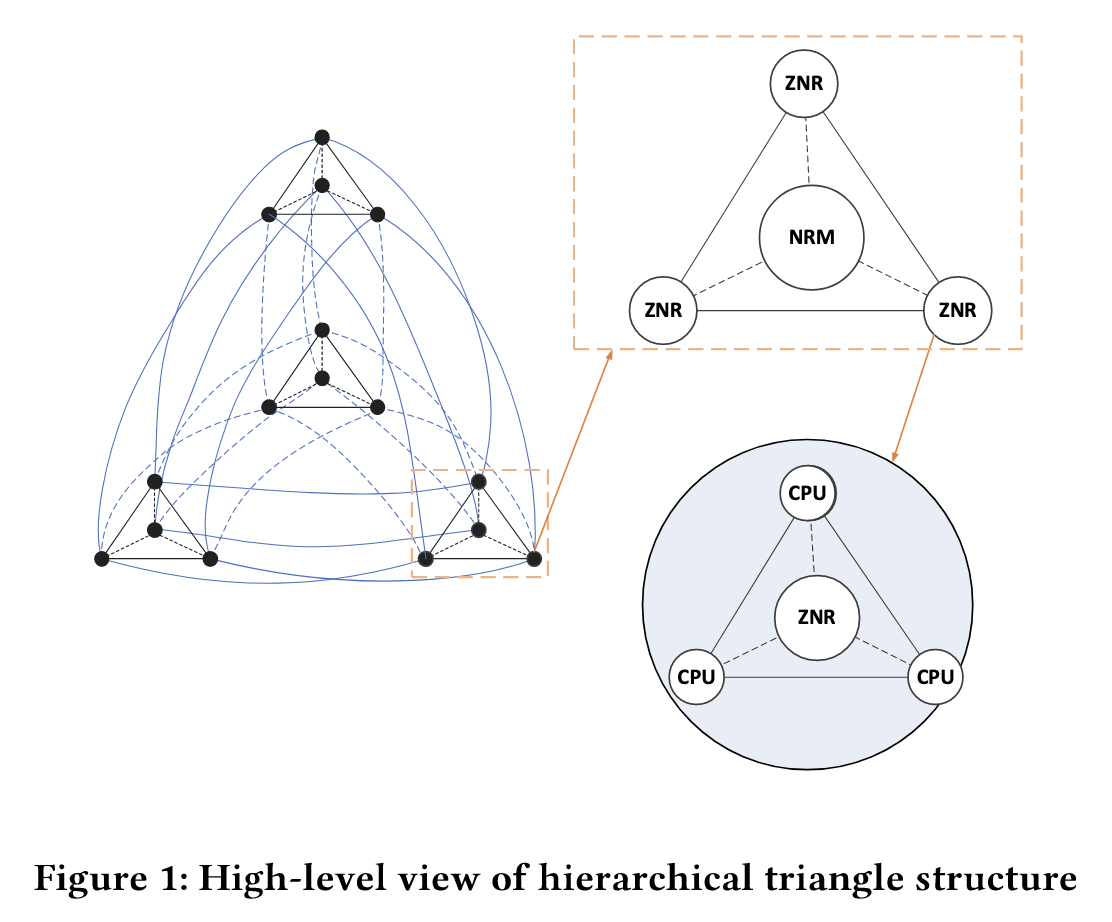 ZNR
NRM
ZNR
ZNR
CPU
ZNR
CPU
CPU
Figure 1: High-level view of hierarchical triangle structure